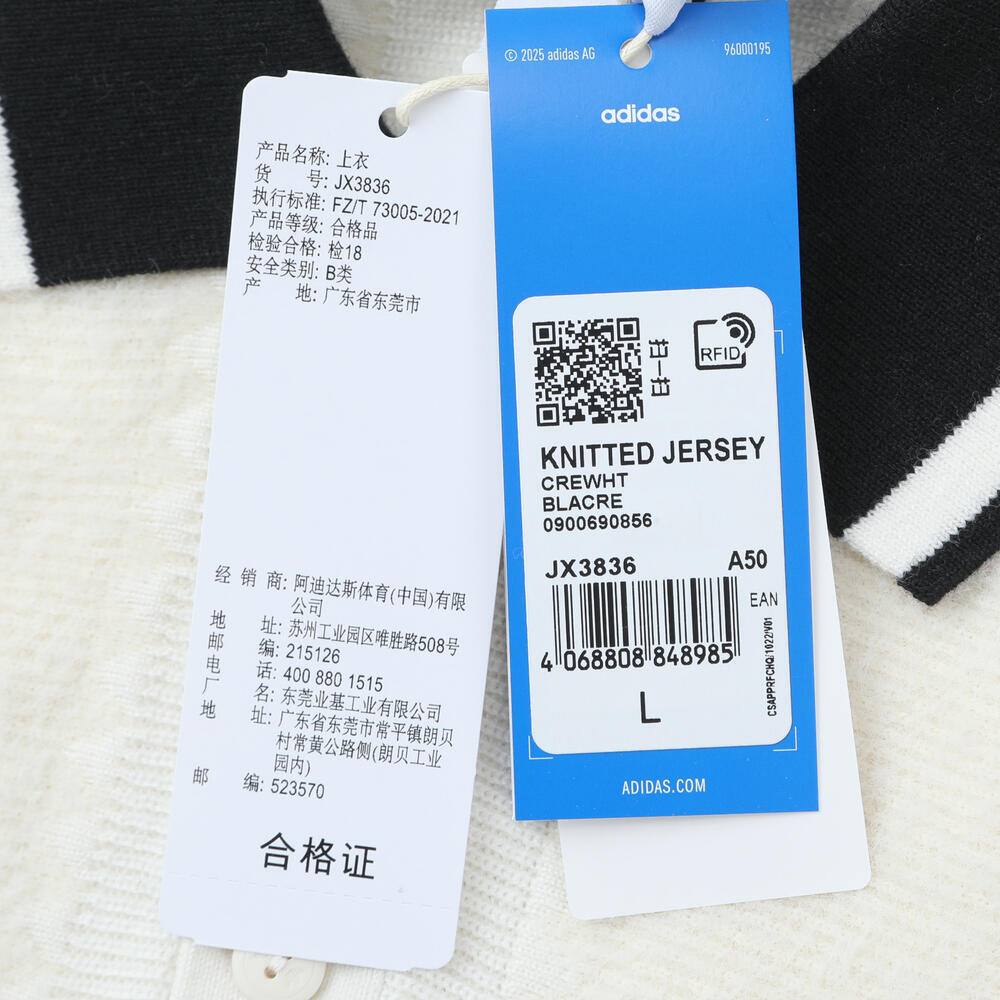 产品名称: 上衣
货 号: JX3836
执行标准: FZ/T 73005-2021
产品等级: 合格品
检验合格: 检18
安全类别: B类
产 地: 广东省东莞市
经 销 商: 阿迪达斯体育(中国)有限
公司
地 址: 苏州工业园区唯胜路508号
邮 编: 215126
电 话: 400 880 1515
厂 名: 东莞业基工业有限公司
地 址: 广东省东莞市常平镇朗贝
村常黄公路侧(朗贝工业
园内)
邮 编: 523570
合格证
© 2025 adidas AG
96000195
adidas
扫一扫
RFID
KNITTED JERSEY
CREWHT
BLACRE
0900690856
JX3836
A50
EAN
4 068808 848985
CSAPPRFCHQ/1022/V01
L
ADIDAS.COM